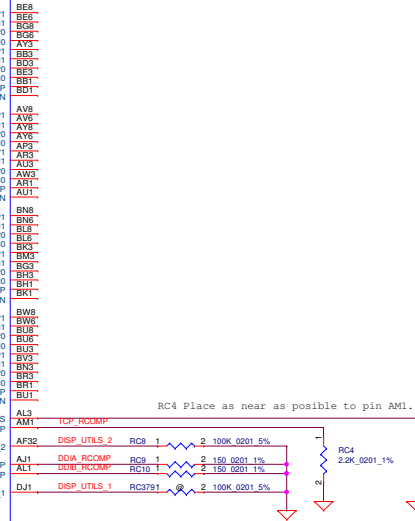 BE8
BE6
BG8
BG6
AY3
BB3
BD3
BE3
BB1
BD1
AV8
AV6
AY8
AY6
AP3
AR3
AU3
AW3
AR1
AU1
BN8
BN6
BL8
BL6
BK3
BM3
BG3
BH3
BH1
BK1
BW8
BW6
BU8
BU6
BU3
BV3
BN3
BR3
BR1
BU1
RC4 Place as near as posible to pin AM1.
AL3
AM1 TCP_RCOMP
AF32 DISP_UTILS_2 RC8 1 2 100K_0201_5%
1
RC4
2.2K_0201_1%
2
AJ1 DDIA_RCOMP RC9 1 2 150_0201_1%
AL1 DDIB_RCOMP RC10 1 2 150_0201_1%
DJ1 DISP_UTILS_1 RC3791 @ 2 100K_0201_5%